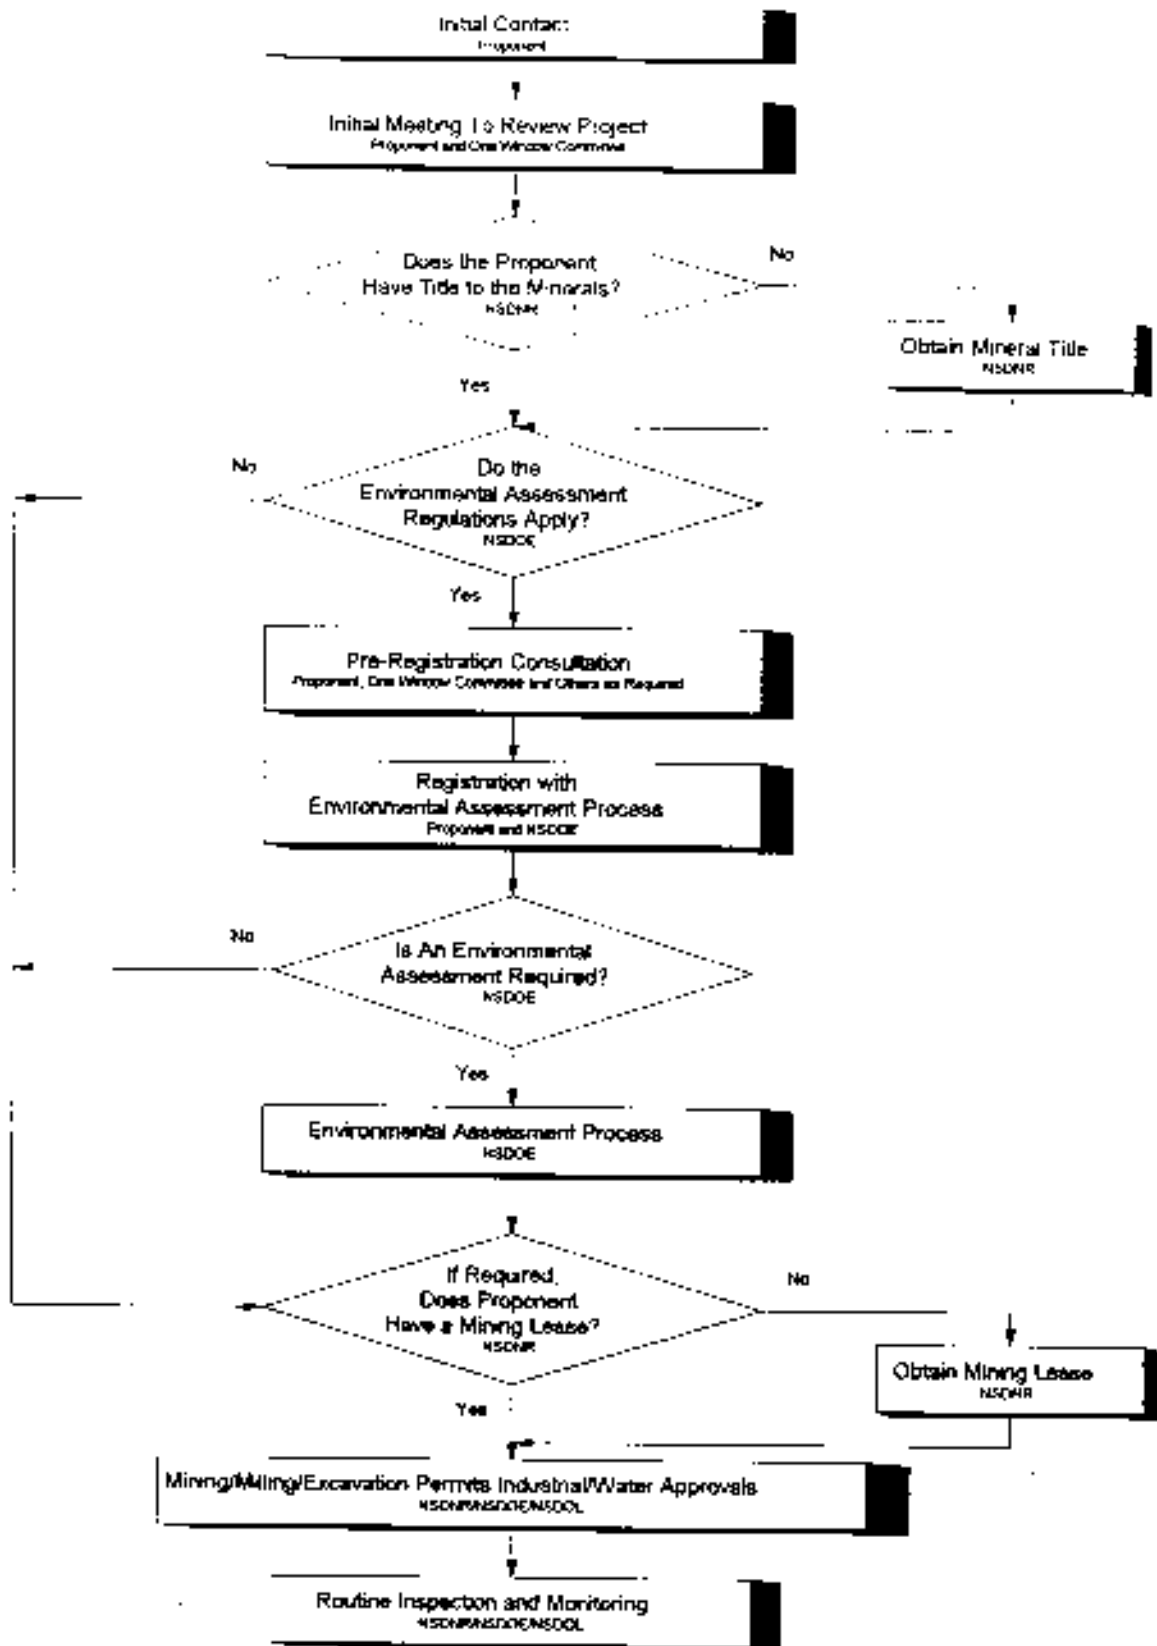 Initial Contact
Proponent
Initial Meeting To Review Project
Proponent and One Window Committee
Does the Proponent
Have Title to the Minerals?
NSDNR
No
Obtain Mineral Title
NSDNR
Yes
No
Do the
Environmental Assessment
Regulations Apply?
NSDOE
Yes
Pre-Registration Consultation
Proponent, One Window Committee and Others as Required
Registration with
Environmental Assessment Process
Proponent and NSDOE
No
Is An Environmental
Assessment Required?
NSDOE
Yes
Environmental Assessment Process
NSDOE
If Required,
Does Proponent
Have a Mining Lease?
NSDNR
No
Obtain Mining Lease
NSDNR
Yes
Mining/Milling/Excavation Permits Industrial/Water Approvals
NSDNR/NSDOE/NSDOL
Routine Inspection and Monitoring
NSDNR/NSDOE/NSDOL